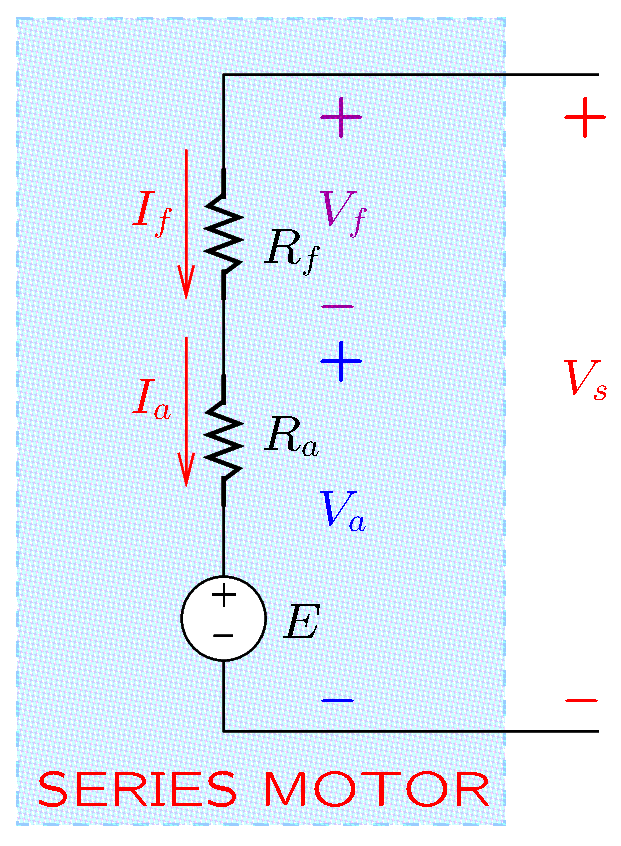 + +
I_f V_f
R_f
−
+
V_s
I_a
R_a
V_a
+
− E
− −
SERIES MOTOR